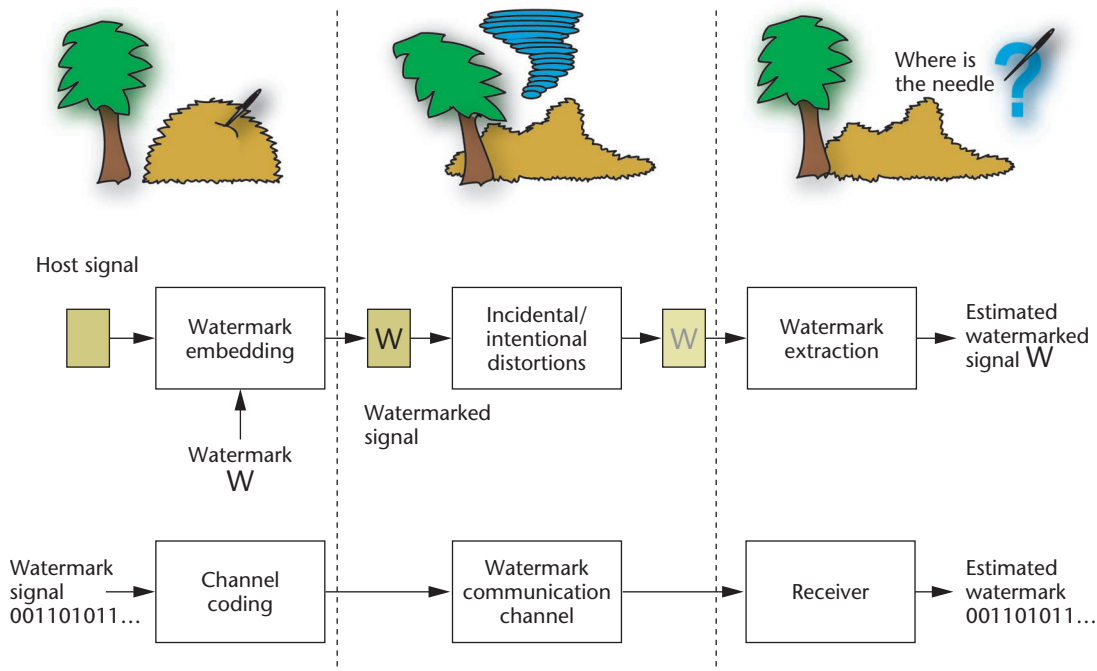 Where is
the needle
?
Host signal
Watermark
embedding
W
Incidental/
intentional
distortions
W
Watermark
extraction
Estimated
watermarked
signal W
Watermarked
signal
Watermark
W
Watermark
signal
001101011...
Channel
coding
Watermark
communication
channel
Receiver
Estimated
watermark
001101011...